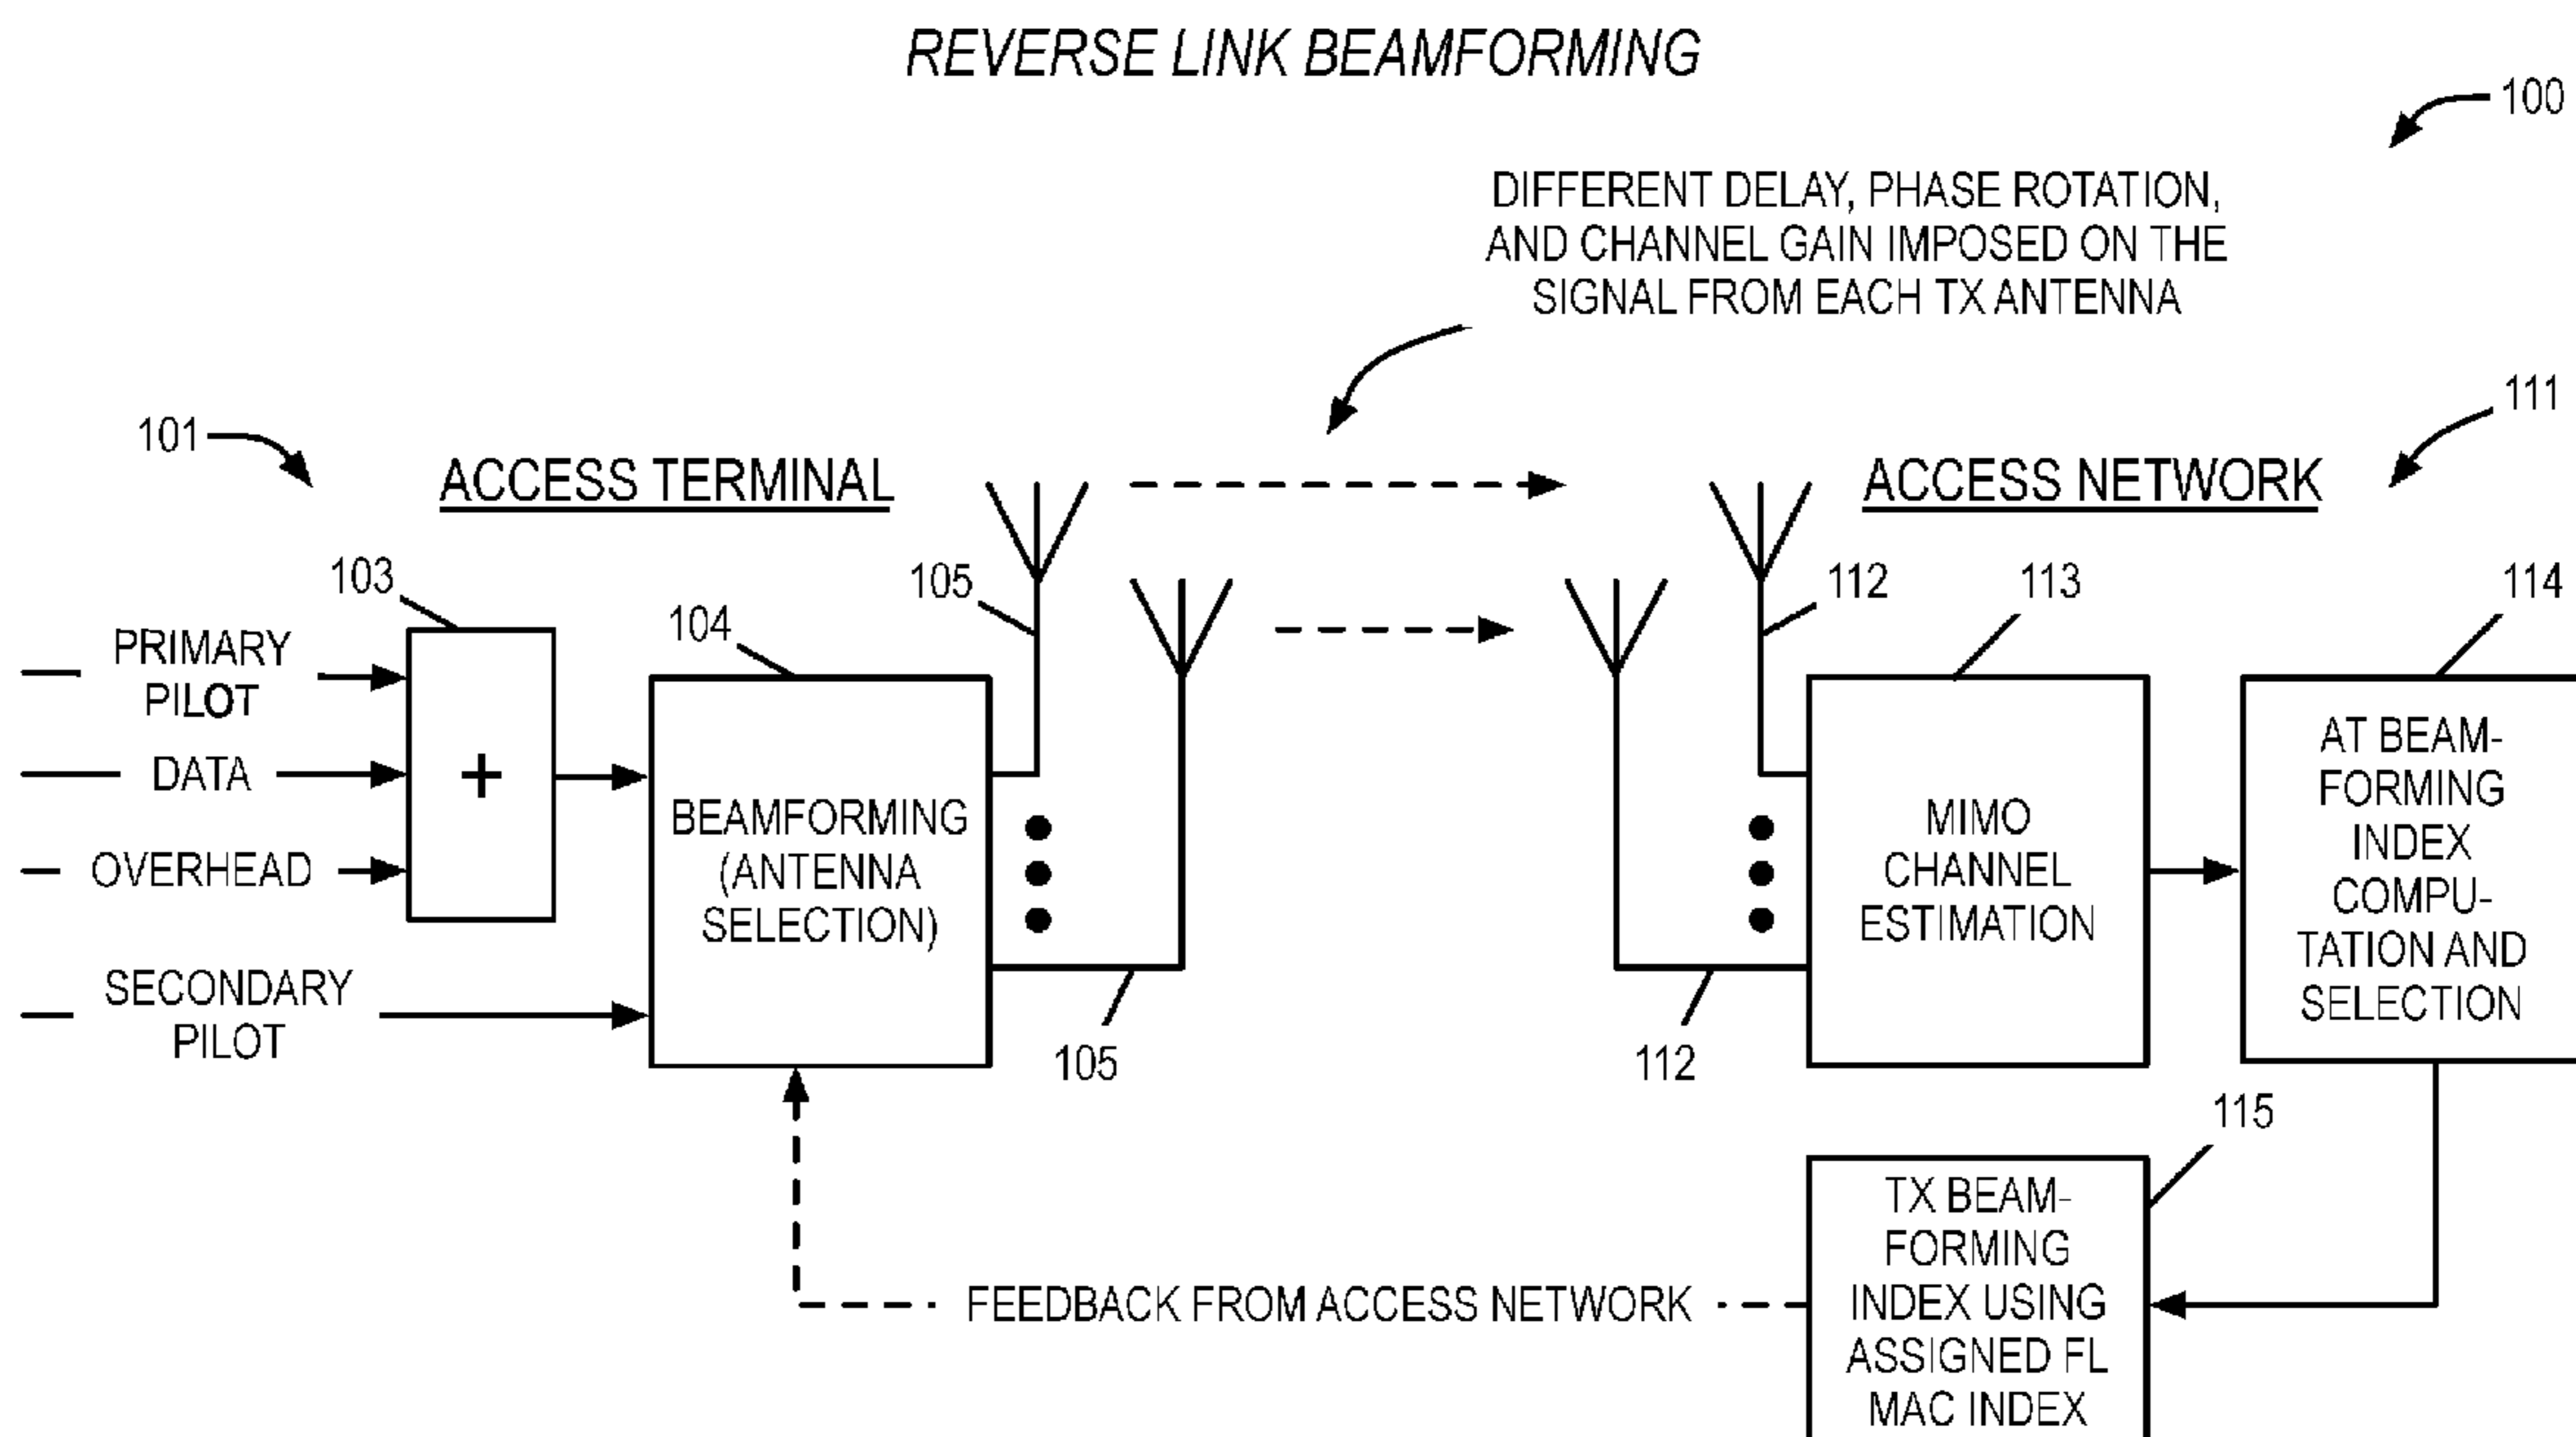 REVERSE LINK BEAMFORMING
100
DIFFERENT DELAY, PHASE ROTATION,
AND CHANNEL GAIN IMPOSED ON THE
SIGNAL FROM EACH TX ANTENNA
101
111
ACCESS TERMINAL
ACCESS NETWORK
103
104
105
112
113
114
PRIMARY
PILOT
DATA
OVERHEAD
SECONDARY
PILOT
+
BEAMFORMING
(ANTENNA
SELECTION)
105
112
MIMO
CHANNEL
ESTIMATION
AT BEAM-
FORMING
INDEX
COMPU-
TATION AND
SELECTION
115
TX BEAM-
FORMING
INDEX USING
ASSIGNED FL
MAC INDEX
FEEDBACK FROM ACCESS NETWORK